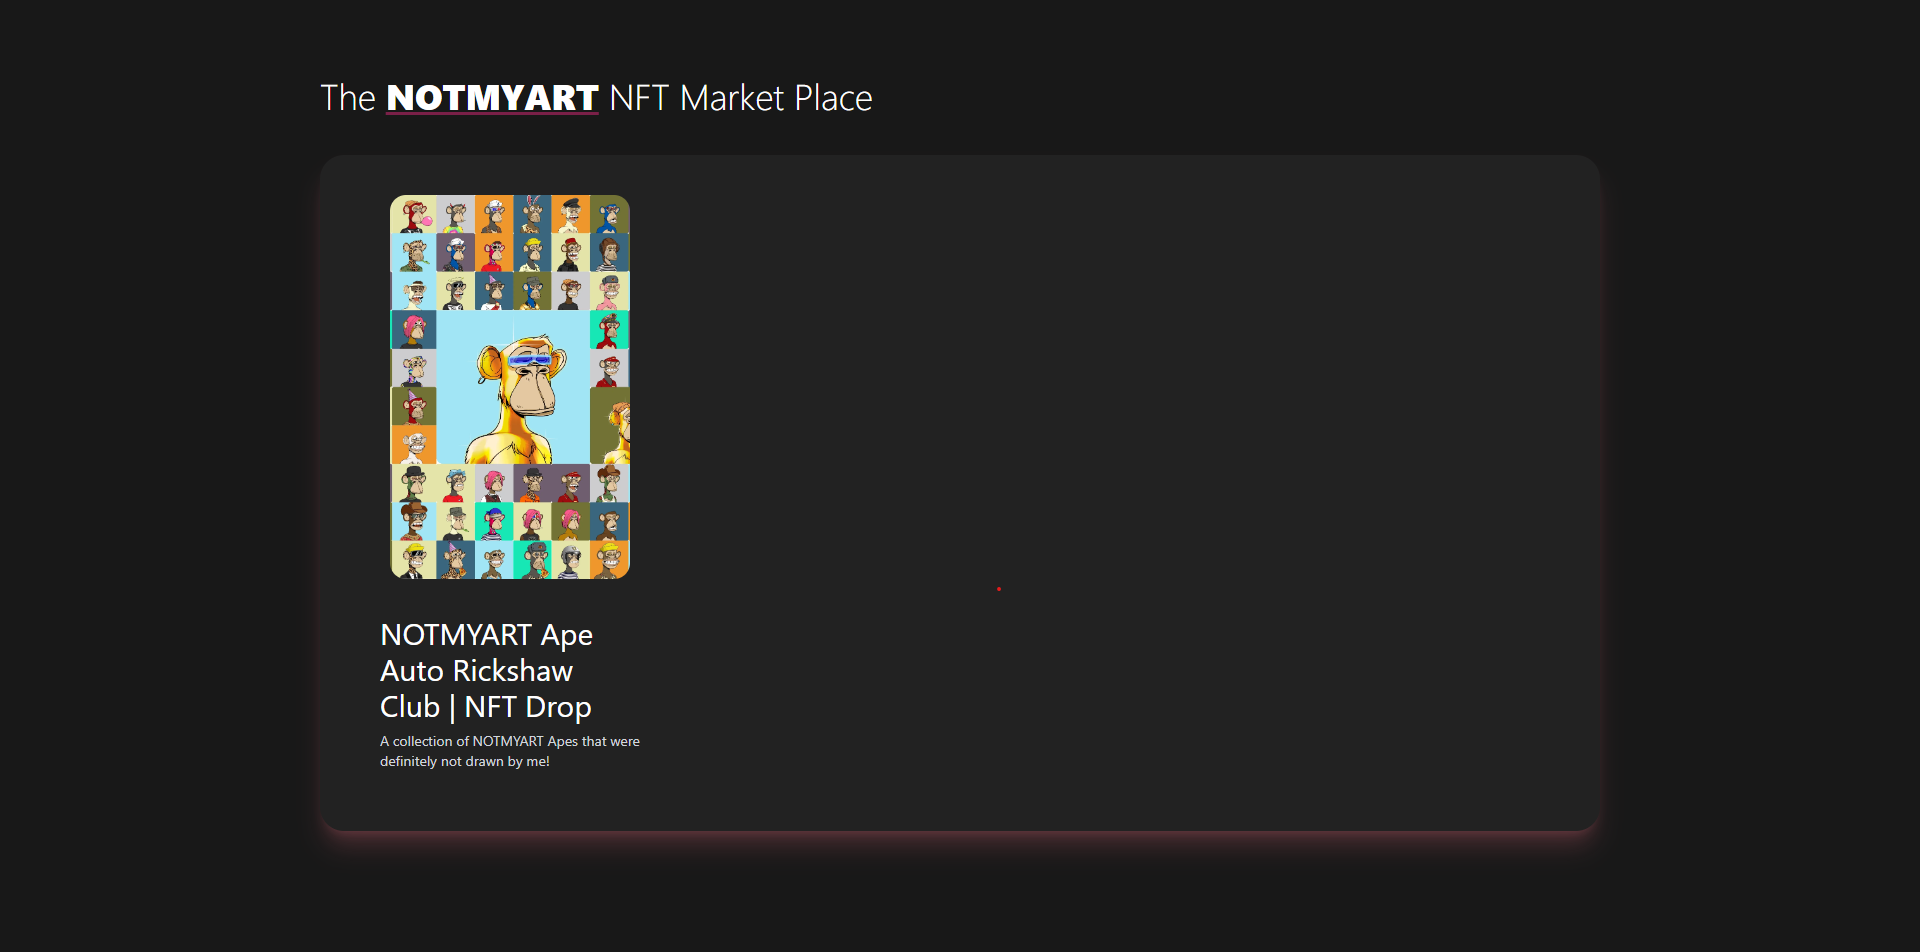 The NOTMYART NFT Market Place
NOTMYART Ape
Auto Rickshaw
Club | NFT Drop
A collection of NOTMYART Apes that were
definitely not drawn by me!